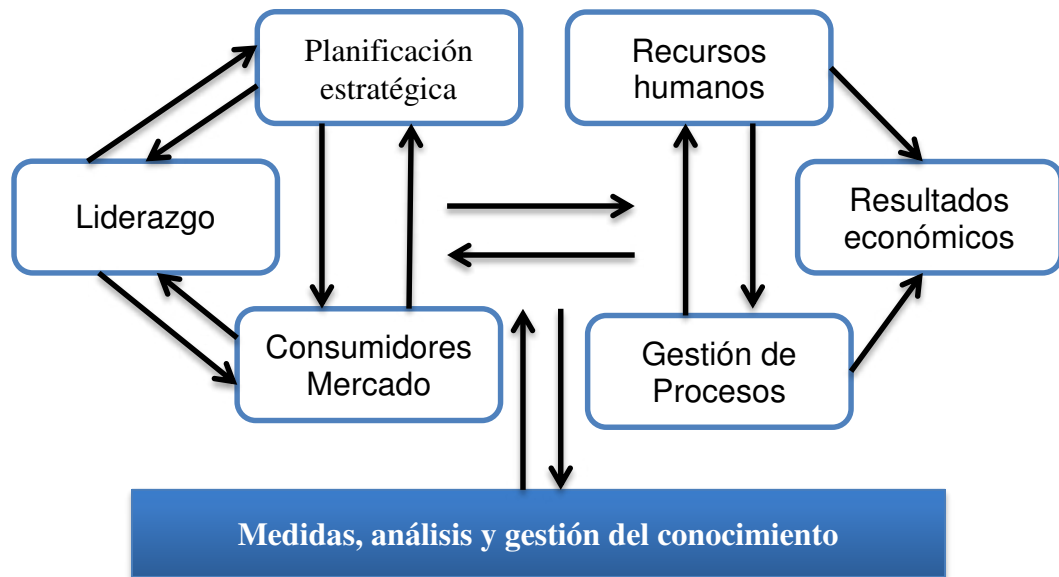 Planificación
estratégica
Recursos
humanos
Liderazgo
Resultados
económicos
Consumidores
Mercado
Gestión de
Procesos
Medidas, análisis y gestión del conocimiento